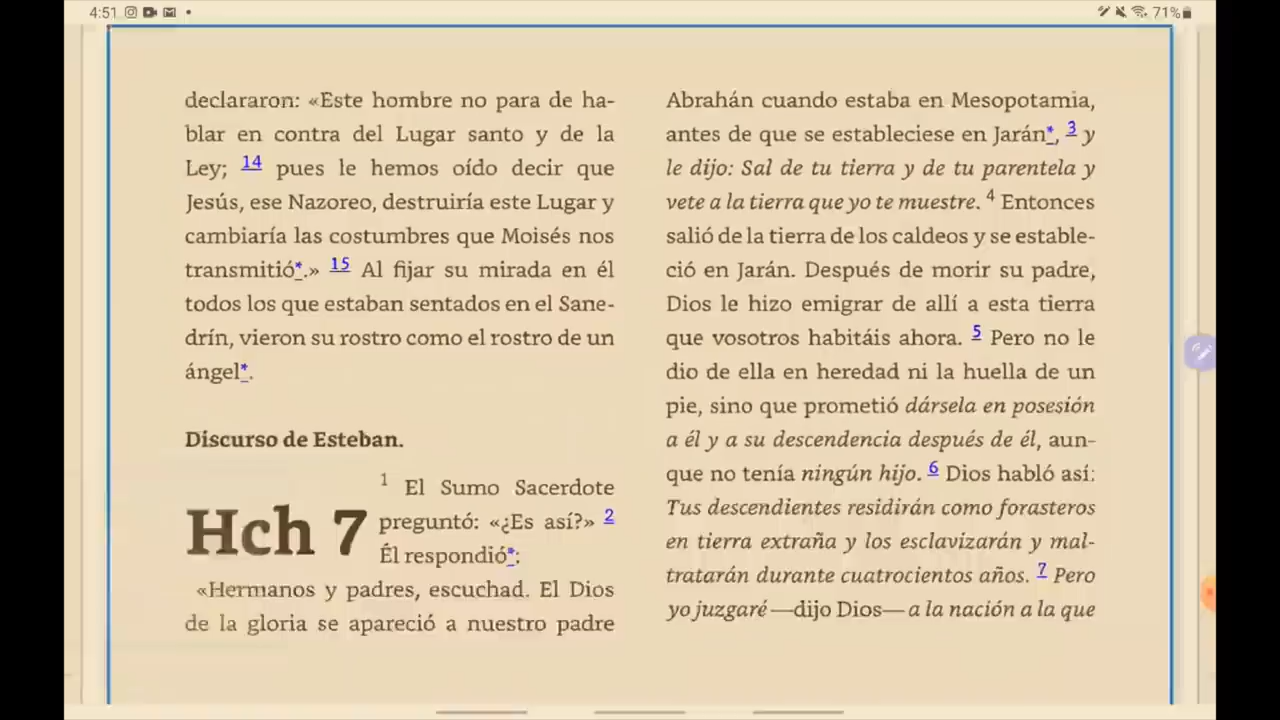 4:51
71%
declararon: «Este hombre no para de ha-
blar en contra del Lugar santo y de la
Ley; 14 pues le hemos oído decir que
Jesús, ese Nazoreo, destruiría este Lugar y
cambiaría las costumbres que Moisés nos
transmitió*.» 15 Al fijar su mirada en él
todos los que estaban sentados en el Sane-
drín, vieron su rostro como el rostro de un
ángel*.
Discurso de Esteban.
Hch 7
1 El Sumo Sacerdote
preguntó: «¿Es así?» 2
Él respondió*:
«Hermanos y padres, escuchad. El Dios
de la gloria se apareció a nuestro padre
Abrahán cuando estaba en Mesopotamia,
antes de que se estableciese en Jarán*, 3 y
le dijo: Sal de tu tierra y de tu parentela y
vete a la tierra que yo te muestre. 4 Entonces
salió de la tierra de los caldeos y se estable-
ció en Jarán. Después de morir su padre,
Dios le hizo emigrar de allí a esta tierra
que vosotros habitáis ahora. 5 Pero no le
dio de ella en heredad ni la huella de un
pie, sino que prometió dársela en posesión
a él y a su descendencia después de él, aun-
que no tenía ningún hijo. 6 Dios habló así:
Tus descendientes residirán como forasteros
en tierra extraña y los esclavizarán y mal-
tratarán durante cuatrocientos años. 7 Pero
yo juzgaré —dijo Dios— a la nación a la que